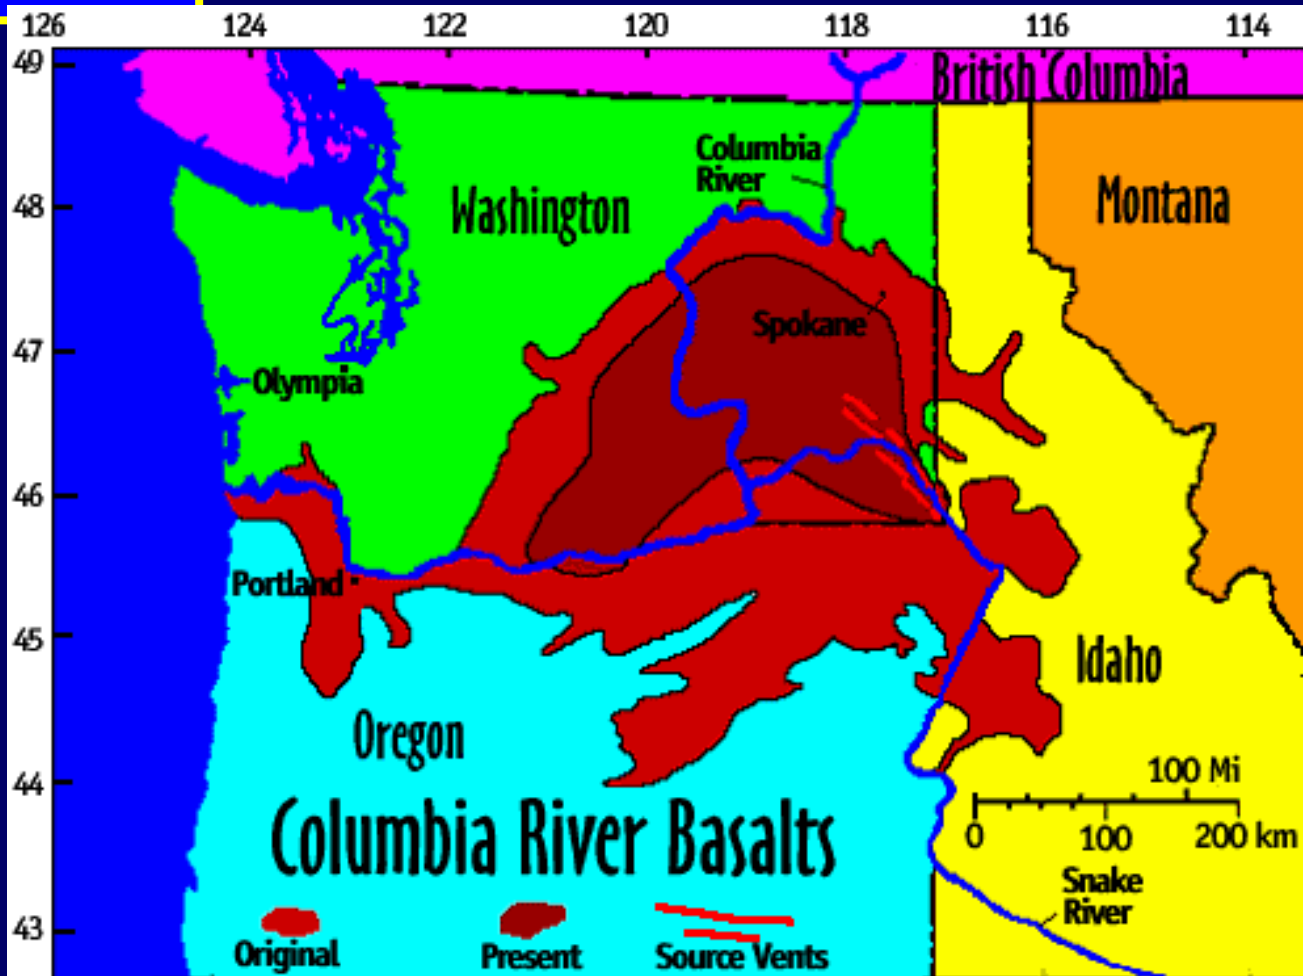 126 124 122 120 118 116 114
49
British Columbia
Columbia
River
Montana
48
Washington
Spokane
47
Olympia
46
Portland
45
Idaho
Oregon
44
100 Mi
Columbia River Basalts
0 100 200 km
Snake
River
43
Original Present Source Vents